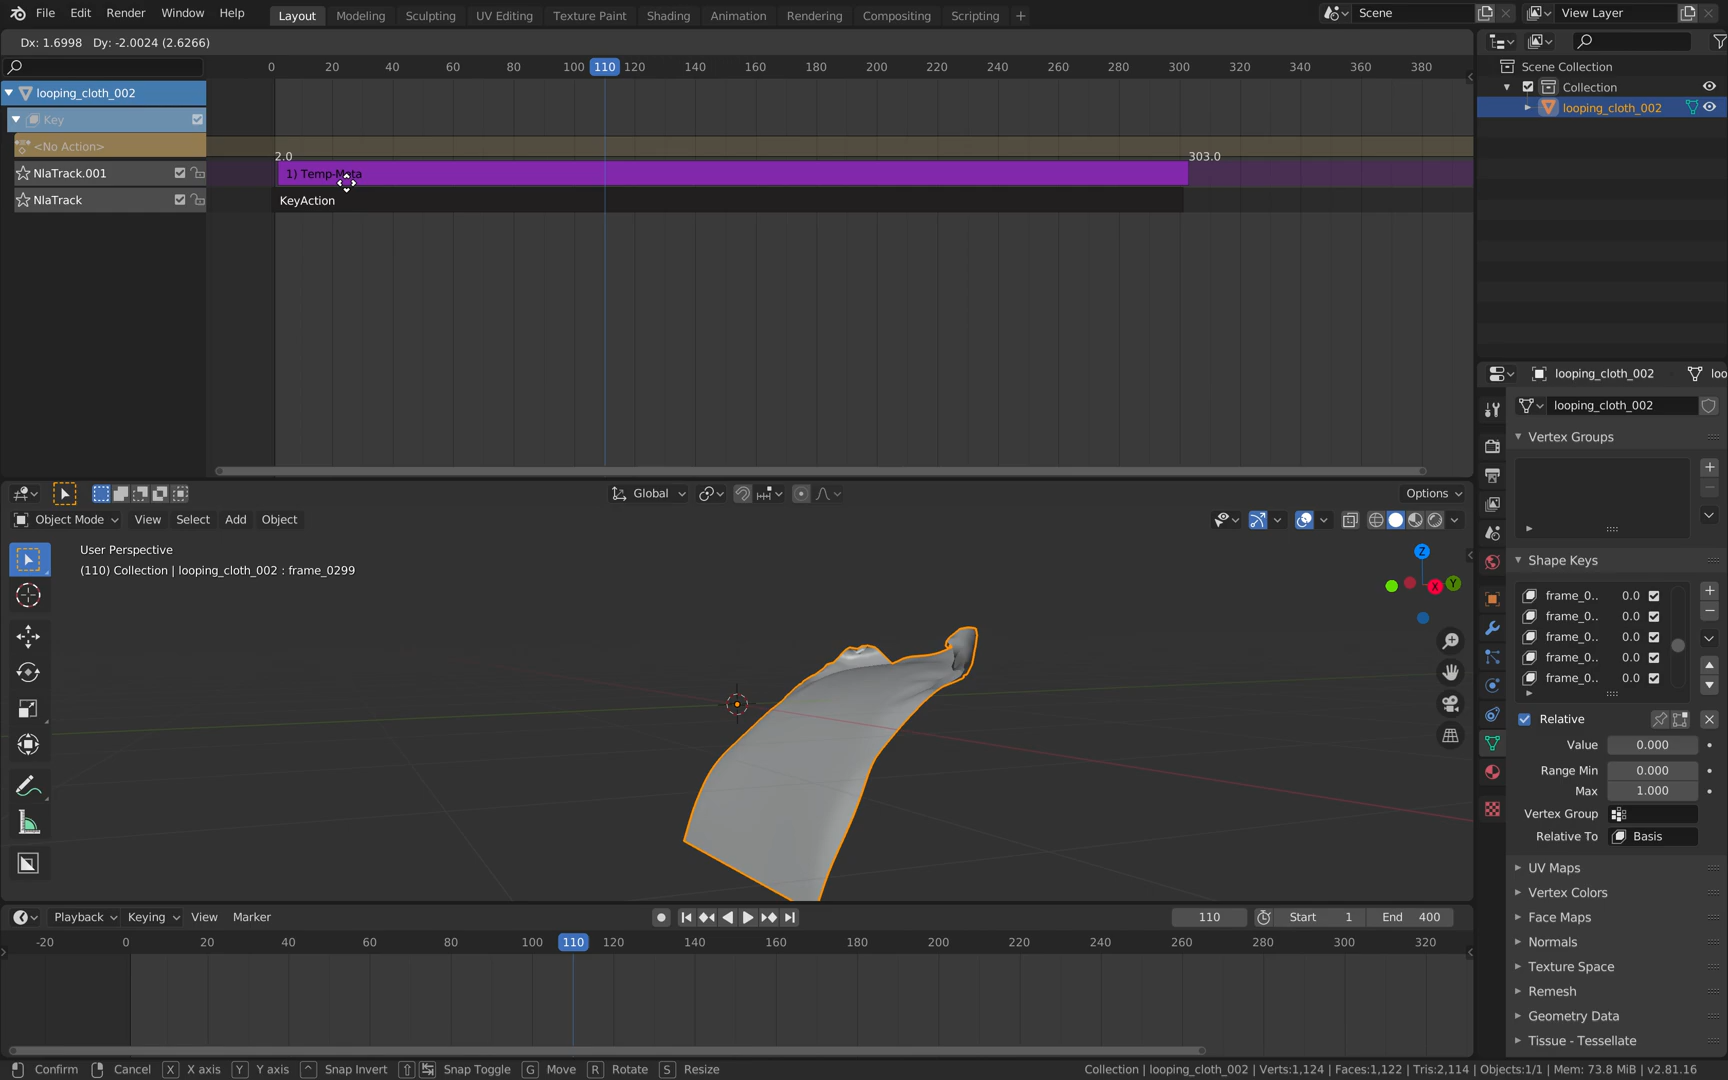 File Edit Render Window Help Layout Modeling Sculpting UV Editing Texture Paint Shading Animation Rendering Compositing Scripting + Scene View Layer
Dx: 1.6998 Dy: -2.0024 (2.6266)
0 20 40 60 80 100 110 120 140 160 180 200 220 240 260 280 300 320 340 360 380
looping_cloth_002
Key
<No Action>
2.0 303.0
NlaTrack.001 1) Temp-Meta
NlaTrack KeyAction
Scene Collection
Collection
looping_cloth_002
looping_cloth_002 loo
looping_cloth_002
Vertex Groups
Shape Keys
frame_0.. 0.0
frame_0.. 0.0
frame_0.. 0.0
frame_0.. 0.0
frame_0.. 0.0
Relative
Value 0.000
Range Min 0.000
Max 1.000
Vertex Group
Relative To Basis
UV Maps
Vertex Colors
Face Maps
Normals
Texture Space
Remesh
Geometry Data
Tissue - Tessellate
Global Options
Object Mode View Select Add Object
User Perspective
(110) Collection | looping_cloth_002 : frame_0299
Z
X Y
Playback Keying View Marker 110 Start 1 End 400
-20 0 20 40 60 80 100 110 120 140 160 180 200 220 240 260 280 300 320
Confirm Cancel X X axis Y Y axis ^ Snap Invert Snap Toggle G Move R Rotate S Resize Collection | looping_cloth_002 | Verts:1,124 | Faces:1,122 | Tris:2,114 | Objects:1/1 | Mem: 73.8 MiB | v2.81.16